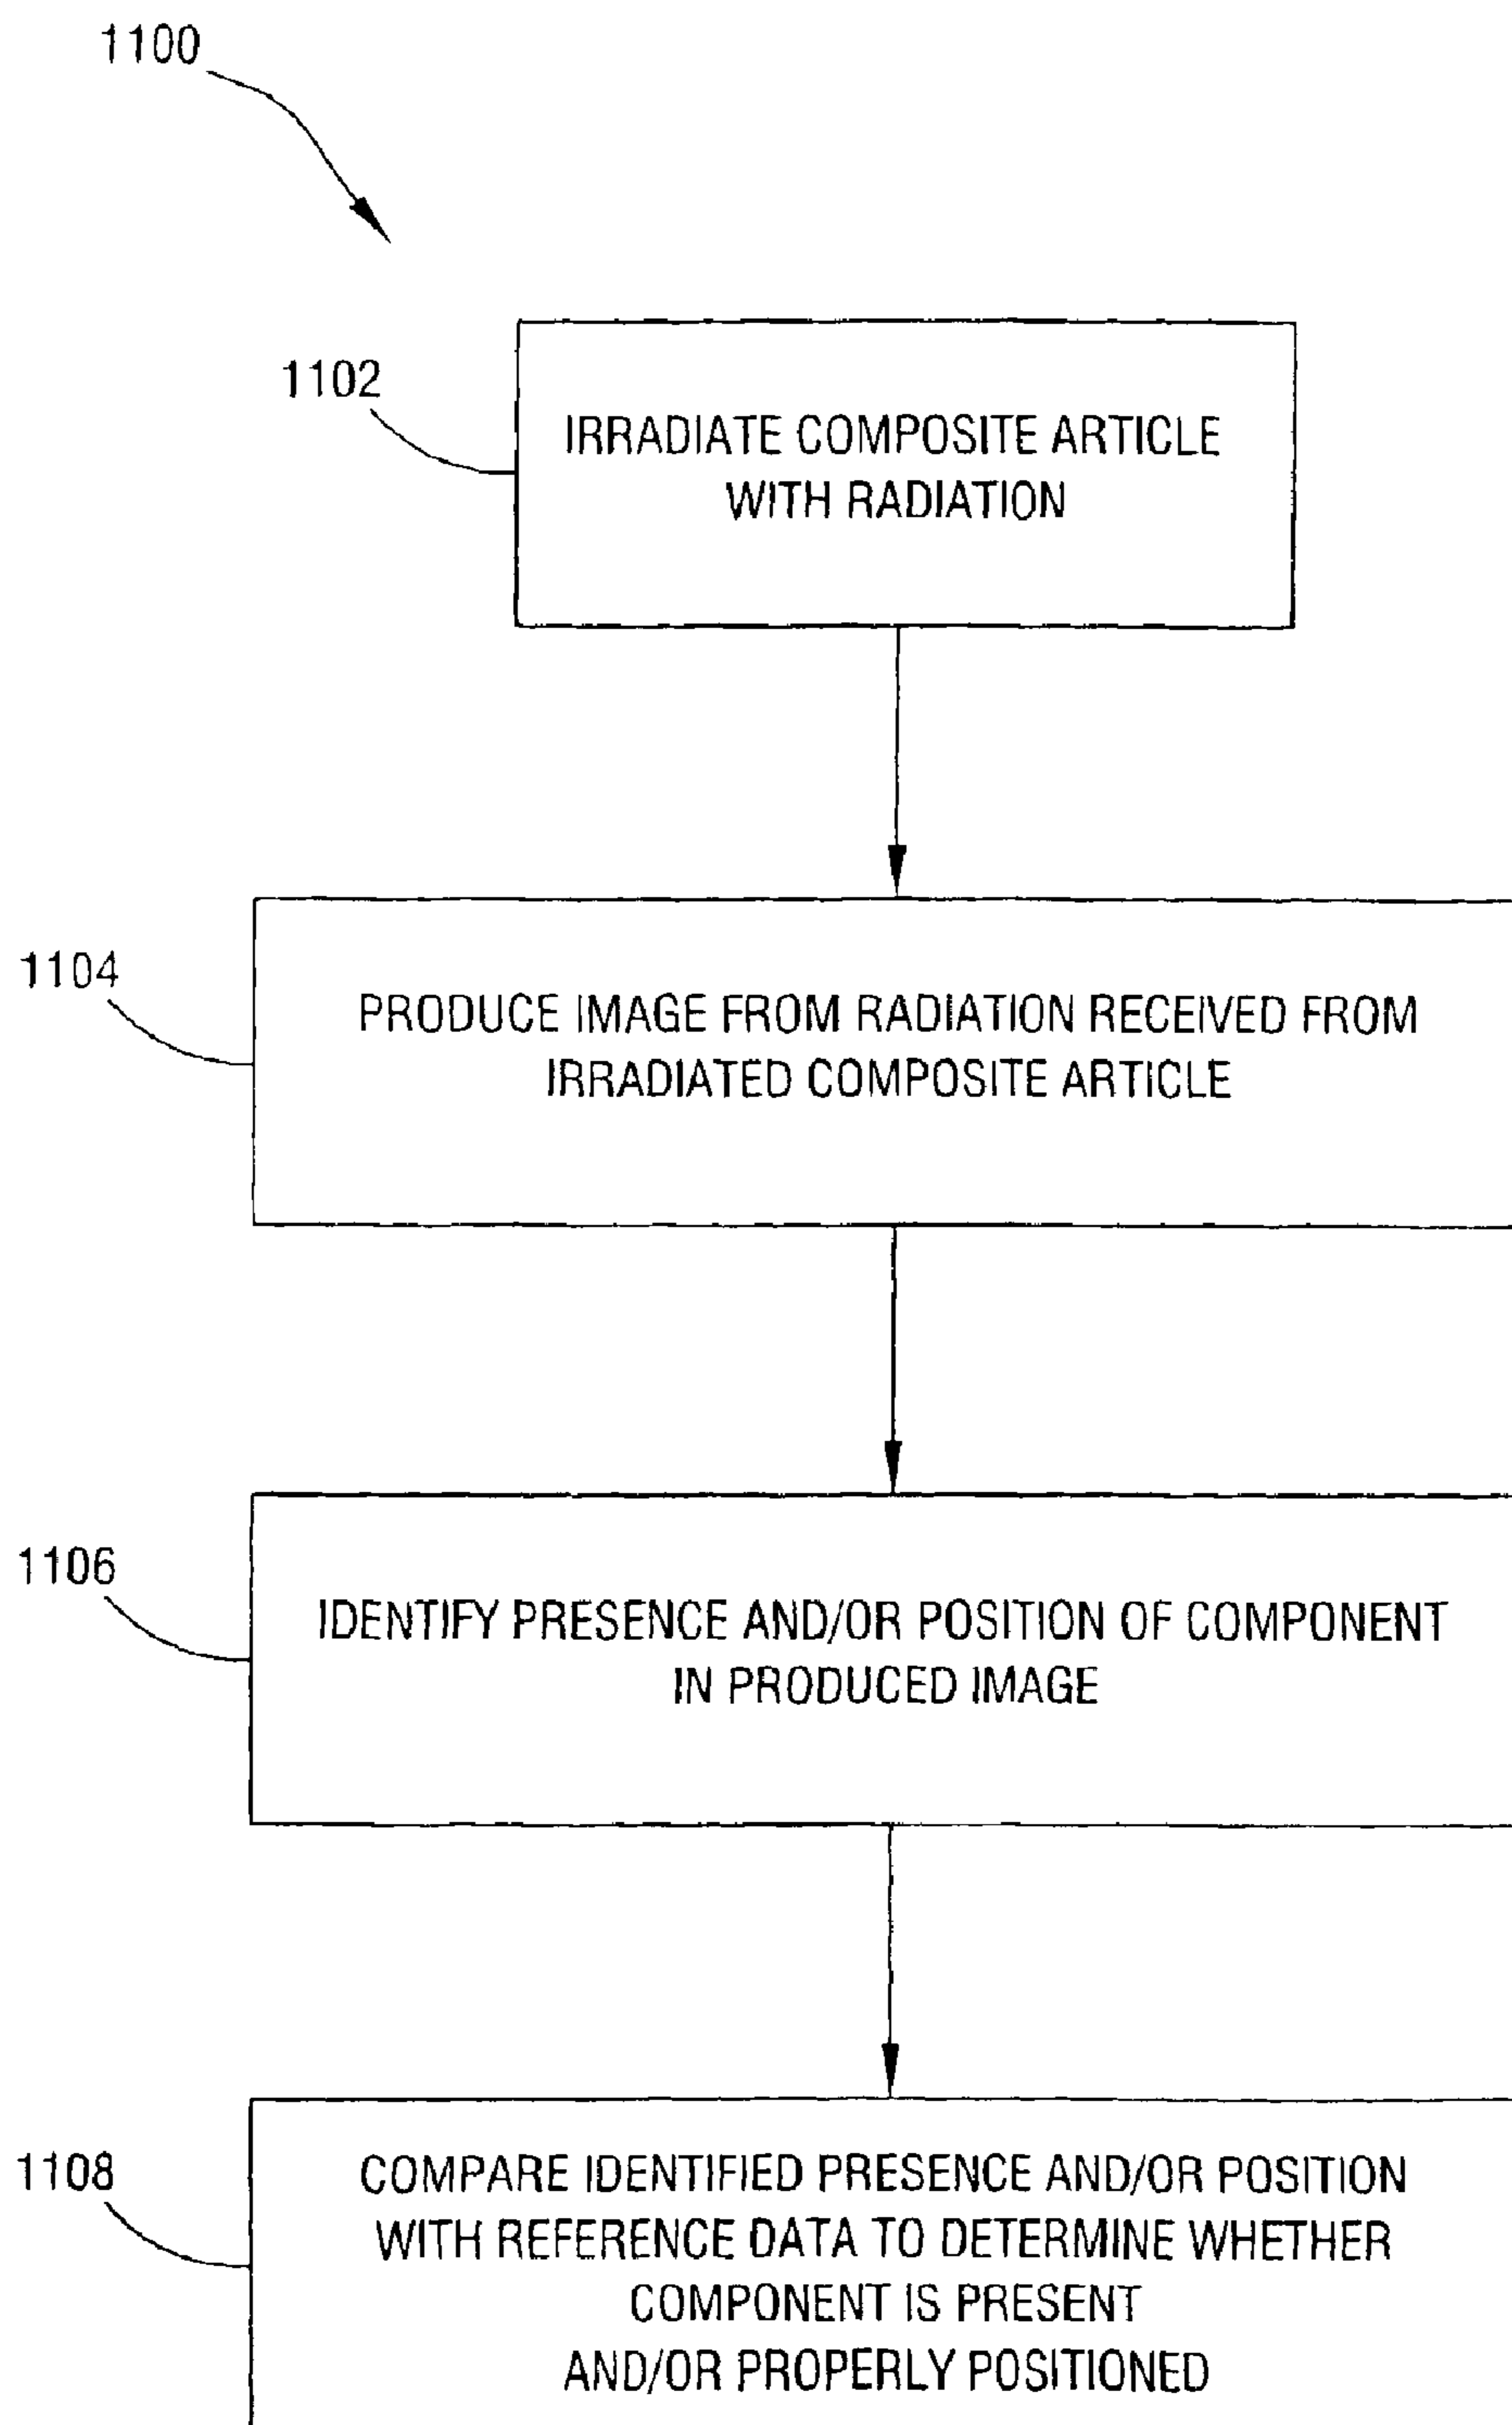 1100
1102
IRRADIATE COMPOSITE ARTICLE
WITH RADIATION
1104
PRODUCE IMAGE FROM RADIATION RECEIVED FROM
IRRADIATED COMPOSITE ARTICLE
1106
IDENTIFY PRESENCE AND/OR POSITION OF COMPONENT
IN PRODUCED IMAGE
1108
COMPARE IDENTIFIED PRESENCE AND/OR POSITION
WITH REFERENCE DATA TO DETERMINE WHETHER
COMPONENT IS PRESENT
AND/OR PROPERLY POSITIONED